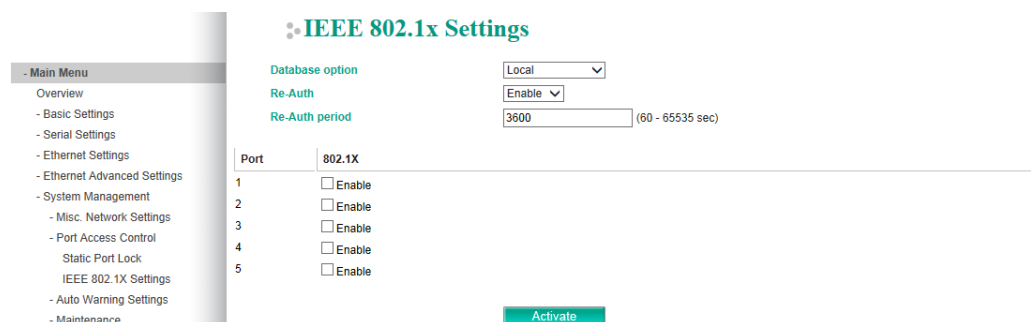 IEEE 802.1x Settings
- Main Menu
Overview
- Basic Settings
- Serial Settings
- Ethernet Settings
- Ethernet Advanced Settings
- System Management
- Misc. Network Settings
- Port Access Control
Static Port Lock
IEEE 802.1X Settings
- Auto Warning Settings
- Maintenance
Database option Local
Re-Auth Enable
Re-Auth period 3600 (60 - 65535 sec)
Port 802.1X
1 Enable
2 Enable
3 Enable
4 Enable
5 Enable
Activate